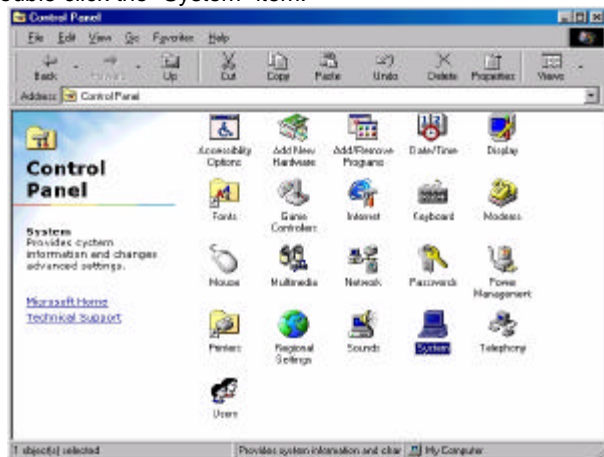 double-click the "System" item.
Control Panel
File Edit View Go Favorites Help
Back Forward Up Cut Copy Paste Undo Delete Properties Views
Address Control Panel
Accessibility Options
Add New Hardware
Add/Remove Programs
Date/Time
Display
Control Panel
Fonts
Game Controllers
Internet
Keyboard
Modems
System
Provides system
information and changes
advanced settings.
Mouse
Multimedia
Network
Passwords
Power Management
Microsoft Home
Technical Support
Printers
Regional Settings
Sounds
System
Telephony
Users
1 object(s) selected
Provides system information and chan
My Computer